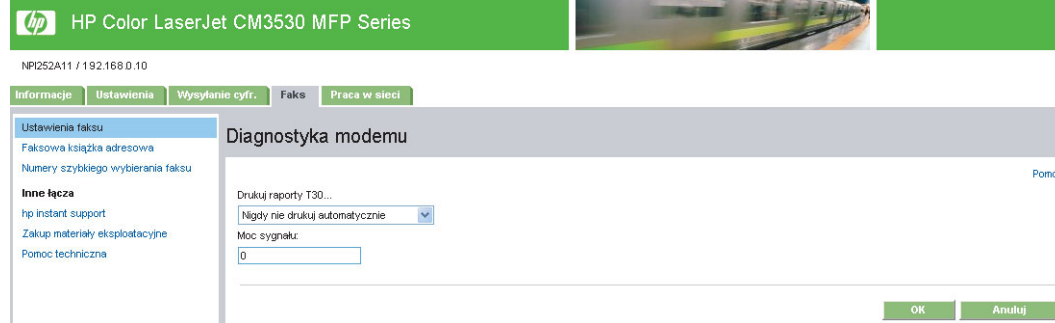 hp HP Color LaserJet CM3530 MFP Series
NPI252A11 / 192.168.0.10
Informacje Ustawienia Wysyłanie cyfr. Faks Praca w sieci
Ustawienia faksu
Faksowa książka adresowa
Numery szybkiego wybierania faksu
Inne łącza
hp instant support
Zakup materiały eksploatacyjne
Pomoc techniczna
Diagnostyka modemu
Pomo
Drukuj raporty T30...
Nigdy nie drukuj automatycznie
Moc sygnału:
0
OK Anuluj